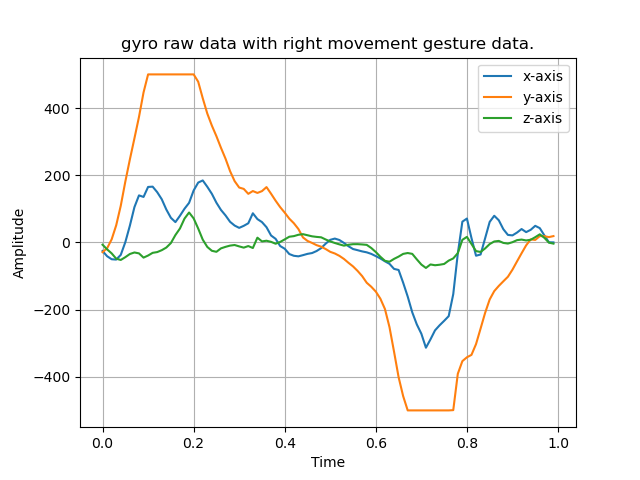 gyro raw data with right movement gesture data.
x-axis
y-axis
z-axis
400
200
0
−200
−400
Amplitude
0.0 0.2 0.4 0.6 0.8 1.0
Time